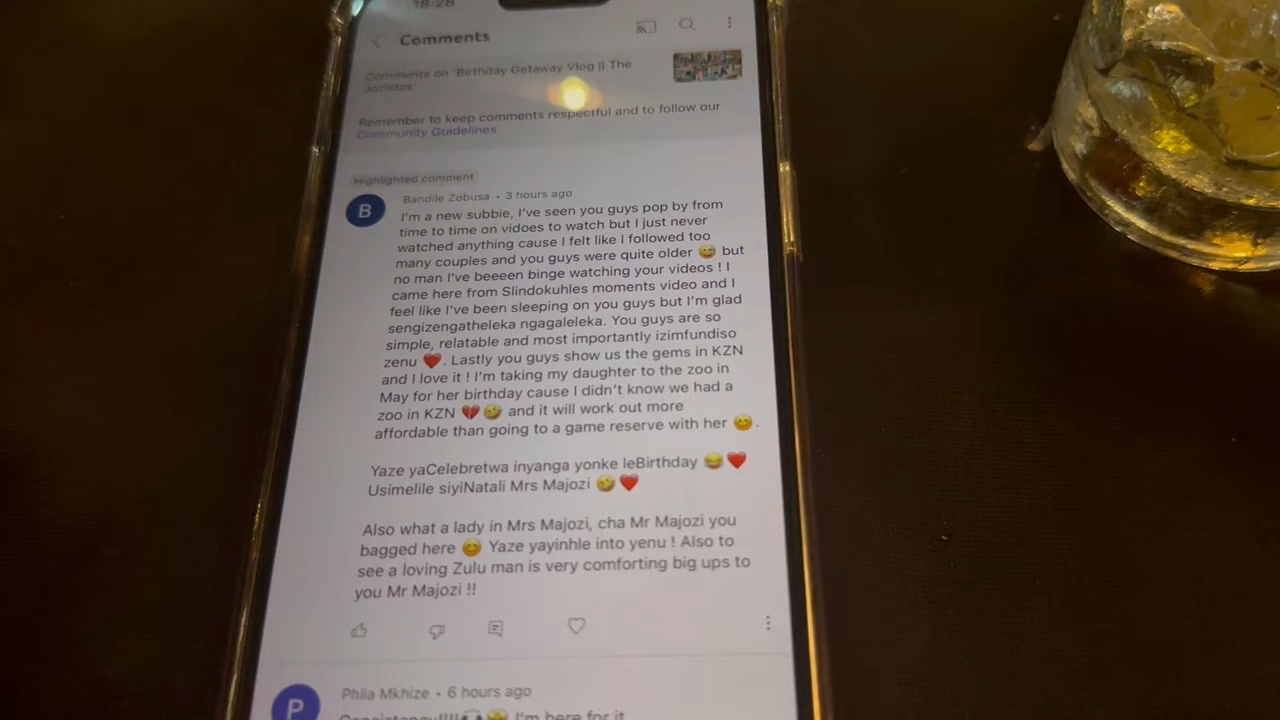 18:28
Comments
Comments on 'Birthday Getaway Vlog || The
Jozistos'
Remember to keep comments respectful and to follow our
Community Guidelines
Highlighted comment
B
Bandile Zobusa • 3 hours ago
I'm a new subbie, I've seen you guys pop by from
time to time on vidoes to watch but I just never
watched anything cause I felt like I followed too
many couples and you guys were quite older 😅 but
no man I've beeeen binge watching your videos ! I
came here from Slindokuhles moments video and I
feel like I've been sleeping on you guys but I'm glad
sengizengatheleka ngagaleleka. You guys are so
simple, relatable and most importantly izimfundiso
zenu ❤️. Lastly you guys show us the gems in KZN
and I love it ! I'm taking my daughter to the zoo in
May for her birthday cause I didn't know we had a
zoo in KZN 💔🤣 and it will work out more
affordable than going to a game reserve with her 😊.
Yaze yaCelebretwa inyanga yonke leBirthday 😂❤️
Usimelile siyiNatali Mrs Majozi 🤣❤️
Also what a lady in Mrs Majozi, cha Mr Majozi you
bagged here 😊 Yaze yayinhle into yenu ! Also to
see a loving Zulu man is very comforting big ups to
you Mr Majozi !!
P
Phila Mkhize • 6 hours ago
I'm here for it